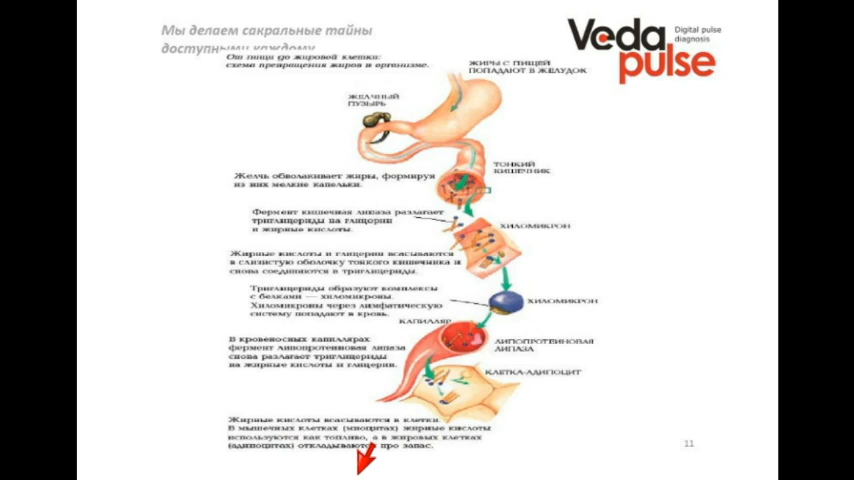 Мы делаем сакральные тайны
доступными каждому
Veda
pulse
Digital pulse
diagnosis
От пищи до жировой клетки:
схема превращения жиров в организме.
ЖИРЫ С ПИЩЕЙ
ПОПАДАЮТ В ЖЕЛУДОК
ЖЕЛЧНЫЙ
ПУЗЫРЬ
ТОНКИЙ
КИШЕЧНИК
Желчь обволакивает жиры, формируя
из них мелкие капельки.
Фермент кишечная липаза разлагает
триглицериды на глицерин
и жирные кислоты.
ХИЛОМИКРОН
Жирные кислоты и глицерин всасываются
в слизистую оболочку тонкого кишечника и
снова соединяются в триглицериды.
Триглицериды образуют комплексы
с белками — хиломикроны.
Хиломикроны через лимфатическую
систему попадают в кровь.
ХИЛОМИКРОН
КАПИЛЛЯР
В кровеносных капиллярах
фермент липопротеиновая липаза
снова разлагает триглицериды
на жирные кислоты и глицерин.
ЛИПОПРОТЕИНОВАЯ
ЛИПАЗА
КЛЕТКА-АДИПОЦИТ
Жирные кислоты всасываются в клетки.
В мышечных клетках (миоцитах) жирные кислоты
используются как топливо, а в жировых клетках
(адипоцитах) откладываются про запас.
11